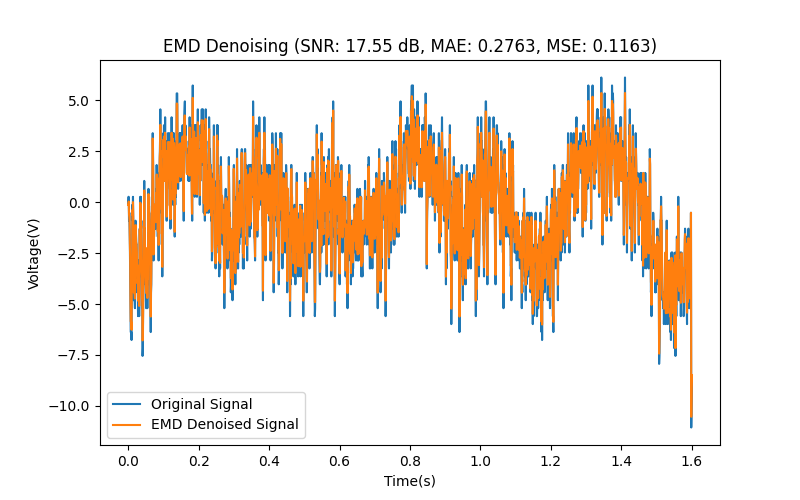 EMD Denoising (SNR: 17.55 dB, MAE: 0.2763, MSE: 0.1163)
5.0
2.5
0.0
−2.5
−5.0
−7.5
−10.0
Voltage(V)
Original Signal
EMD Denoised Signal
0.0 0.2 0.4 0.6 0.8 1.0 1.2 1.4 1.6
Time(s)